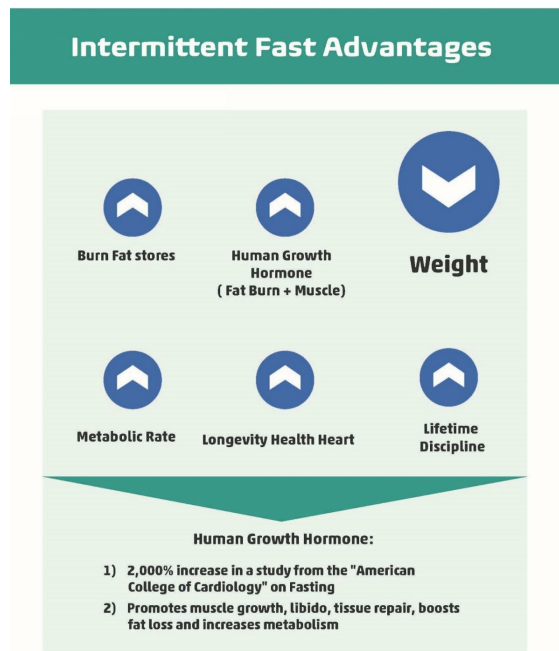 Intermittent Fast Advantages
Burn Fat stores
Human Growth
Hormone
( Fat Burn + Muscle)
Weight
Metabolic Rate
Longevity Health Heart
Lifetime
Discipline
Human Growth Hormone:
1) 2,000% increase in a study from the "American
College of Cardiology" on Fasting
2) Promotes muscle growth, libido, tissue repair, boosts
fat loss and increases metabolism